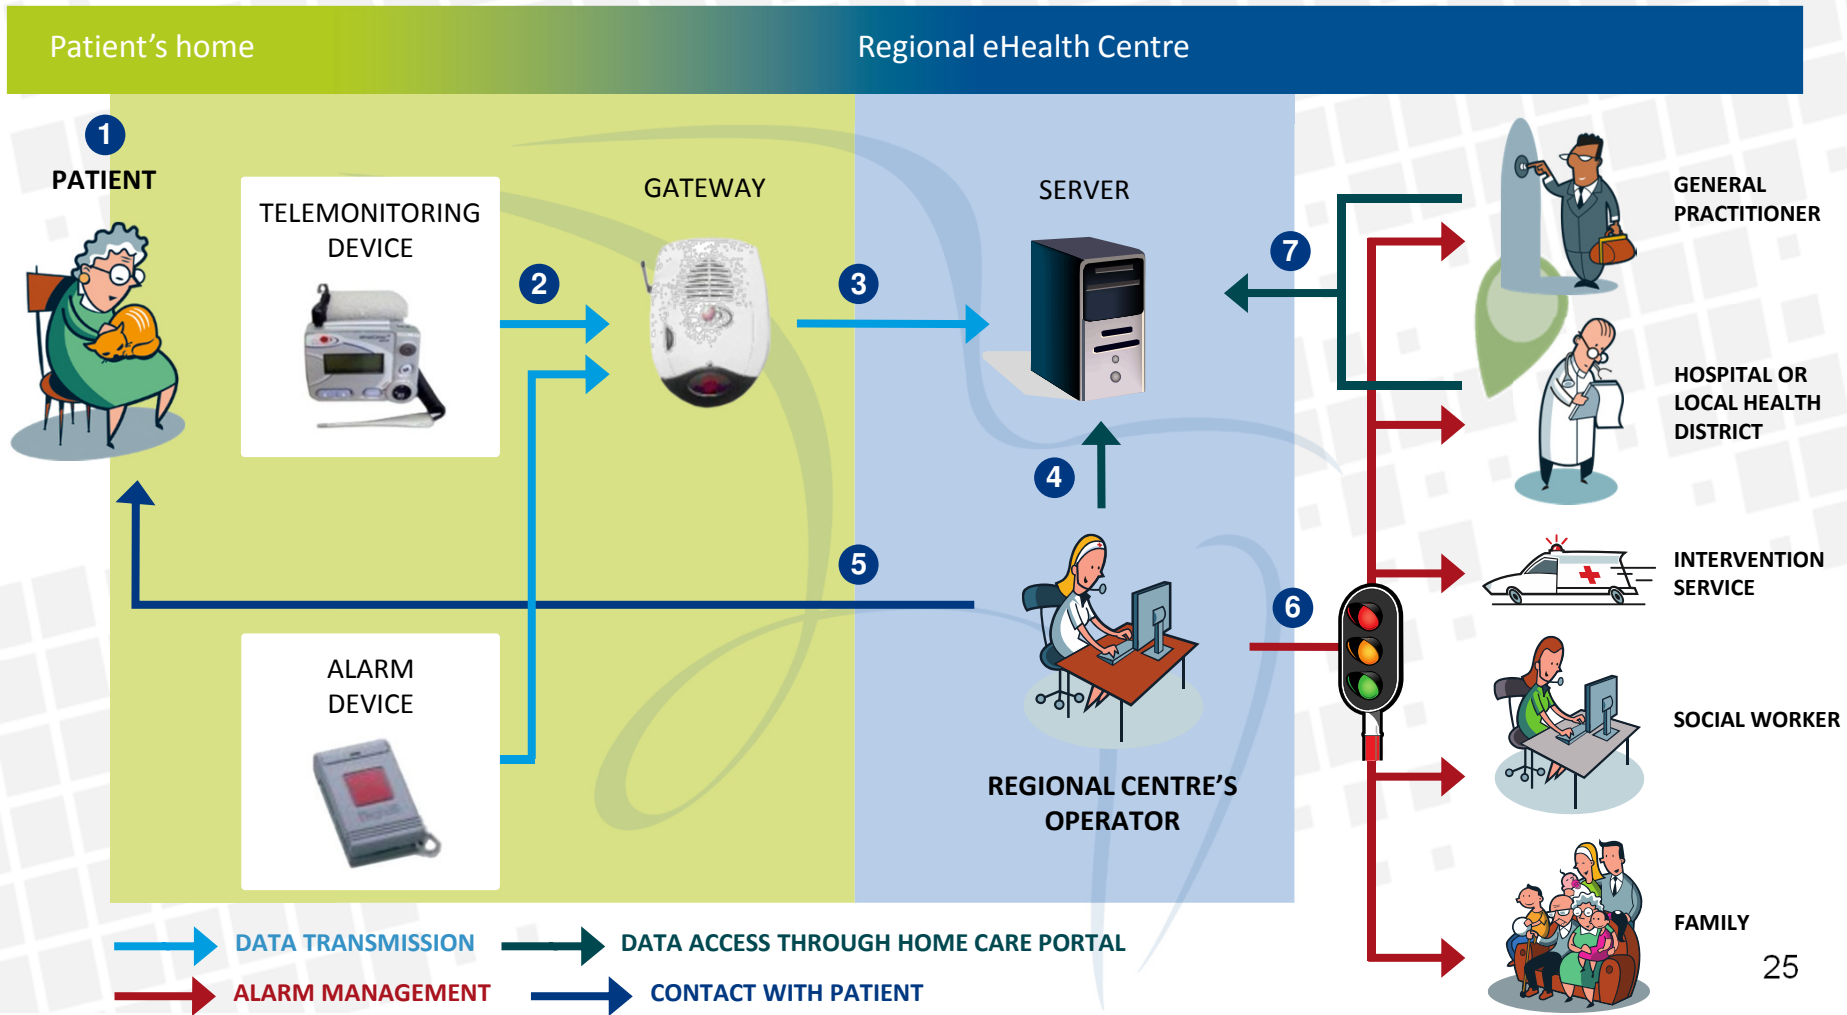 Patient's home
Regional eHealth Centre
1
PATIENT
TELEMONITORING
DEVICE
2
GATEWAY
3
SERVER
7
GENERAL
PRACTITIONER
HOSPITAL OR
LOCAL HEALTH
DISTRICT
4
5
6
INTERVENTION
SERVICE
ALARM
DEVICE
REGIONAL CENTRE'S
OPERATOR
SOCIAL WORKER
FAMILY
DATA TRANSMISSION
DATA ACCESS THROUGH HOME CARE PORTAL
ALARM MANAGEMENT
CONTACT WITH PATIENT
25